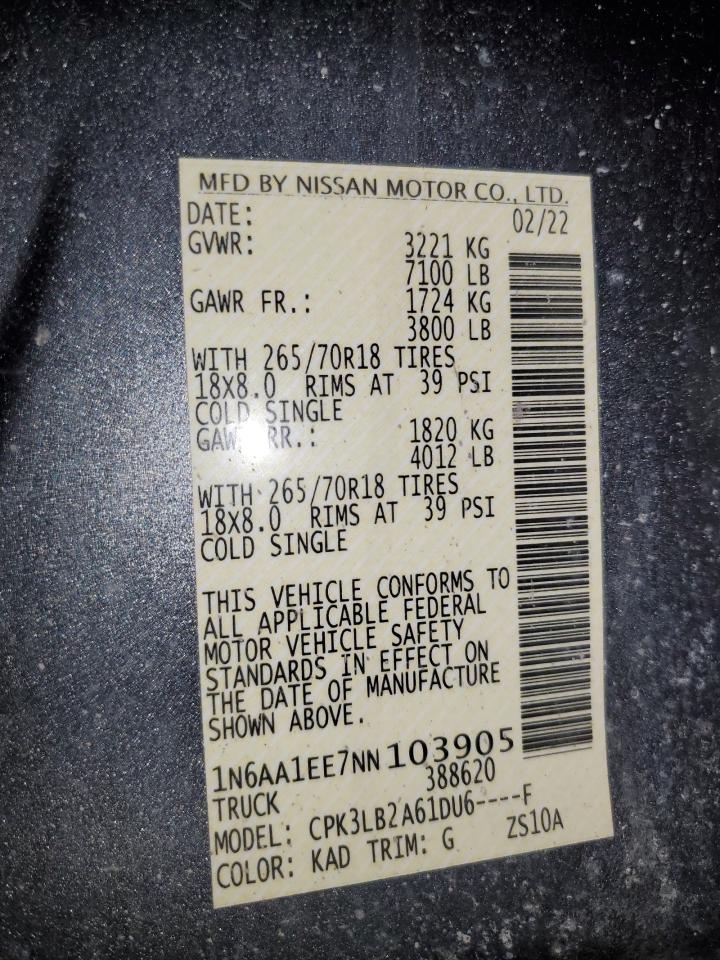 MFD BY NISSAN MOTOR CO., LTD.
DATE: 02/22
GVWR: 3221 KG
7100 LB
GAWR FR.: 1724 KG
3800 LB
WITH 265/70R18 TIRES
18X8.0 RIMS AT 39 PSI
COLD SINGLE
GAW RR.: 1820 KG
4012 LB
WITH 265/70R18 TIRES
18X8.0 RIMS AT 39 PSI
COLD SINGLE
THIS VEHICLE CONFORMS TO
ALL APPLICABLE FEDERAL
MOTOR VEHICLE SAFETY
STANDARDS IN EFFECT ON
THE DATE OF MANUFACTURE
SHOWN ABOVE.
1N6AA1EE7NN103905
388620
TRUCK
MODEL: CPK3LB2A61DU6----F
COLOR: KAD TRIM: G ZS10A